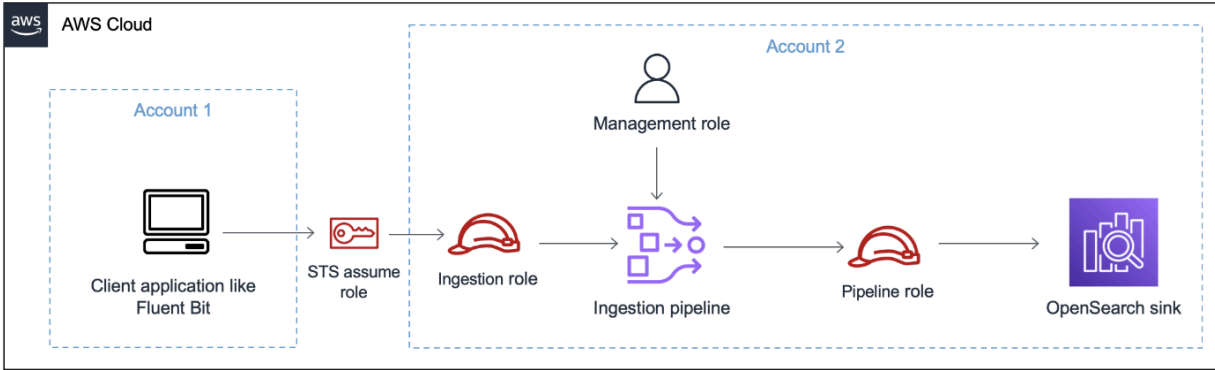 aws
AWS Cloud
Account 1
Account 2
Management role
Client application like
Fluent Bit
STS assume
role
Ingestion role
Ingestion pipeline
Pipeline role
OpenSearch sink